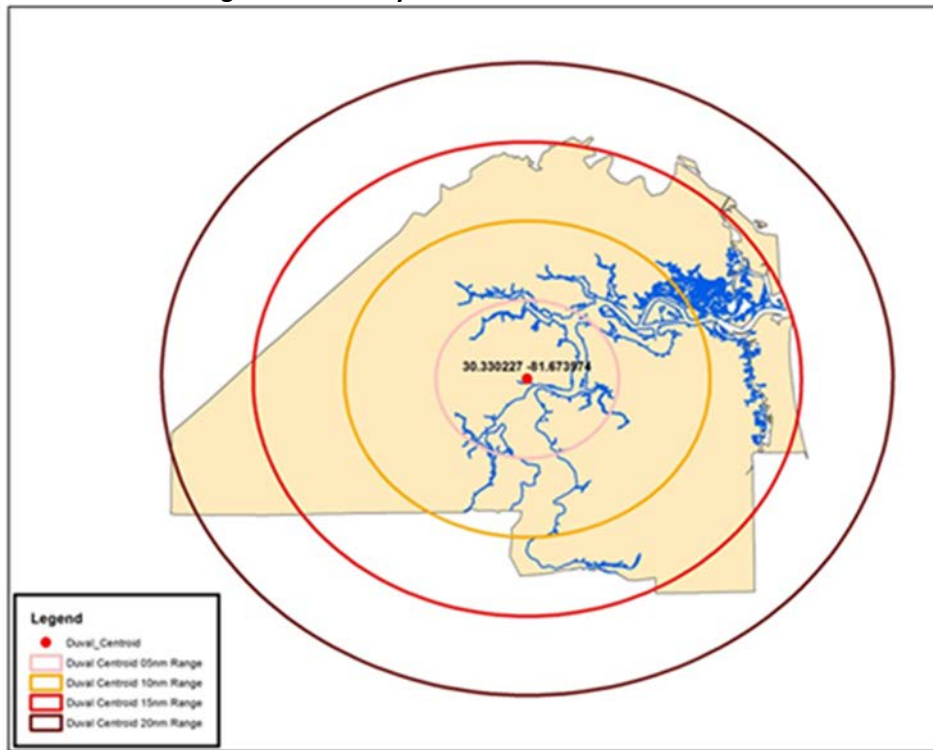 30.330227 -81.673974
Legend
Duval_Centroid
Duval Centroid 05nm Range
Duval Centroid 10nm Range
Duval Centroid 15nm Range
Duval Centroid 20nm Range